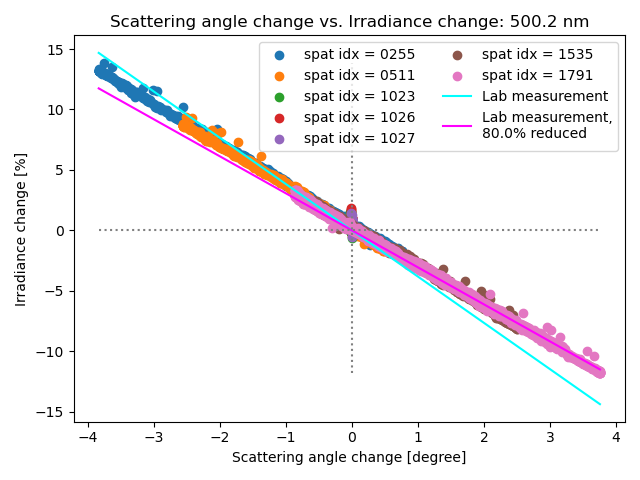 Scattering angle change vs. Irradiance change: 500.2 nm
spat idx = 0255
spat idx = 0511
spat idx = 1023
spat idx = 1026
spat idx = 1027
spat idx = 1535
spat idx = 1791
Lab measurement
Lab measurement,
80.0% reduced
Irradiance change [%]
15
10
5
0
−5
−10
−15
−4
−3
−2
−1
0
1
2
3
4
Scattering angle change [degree]